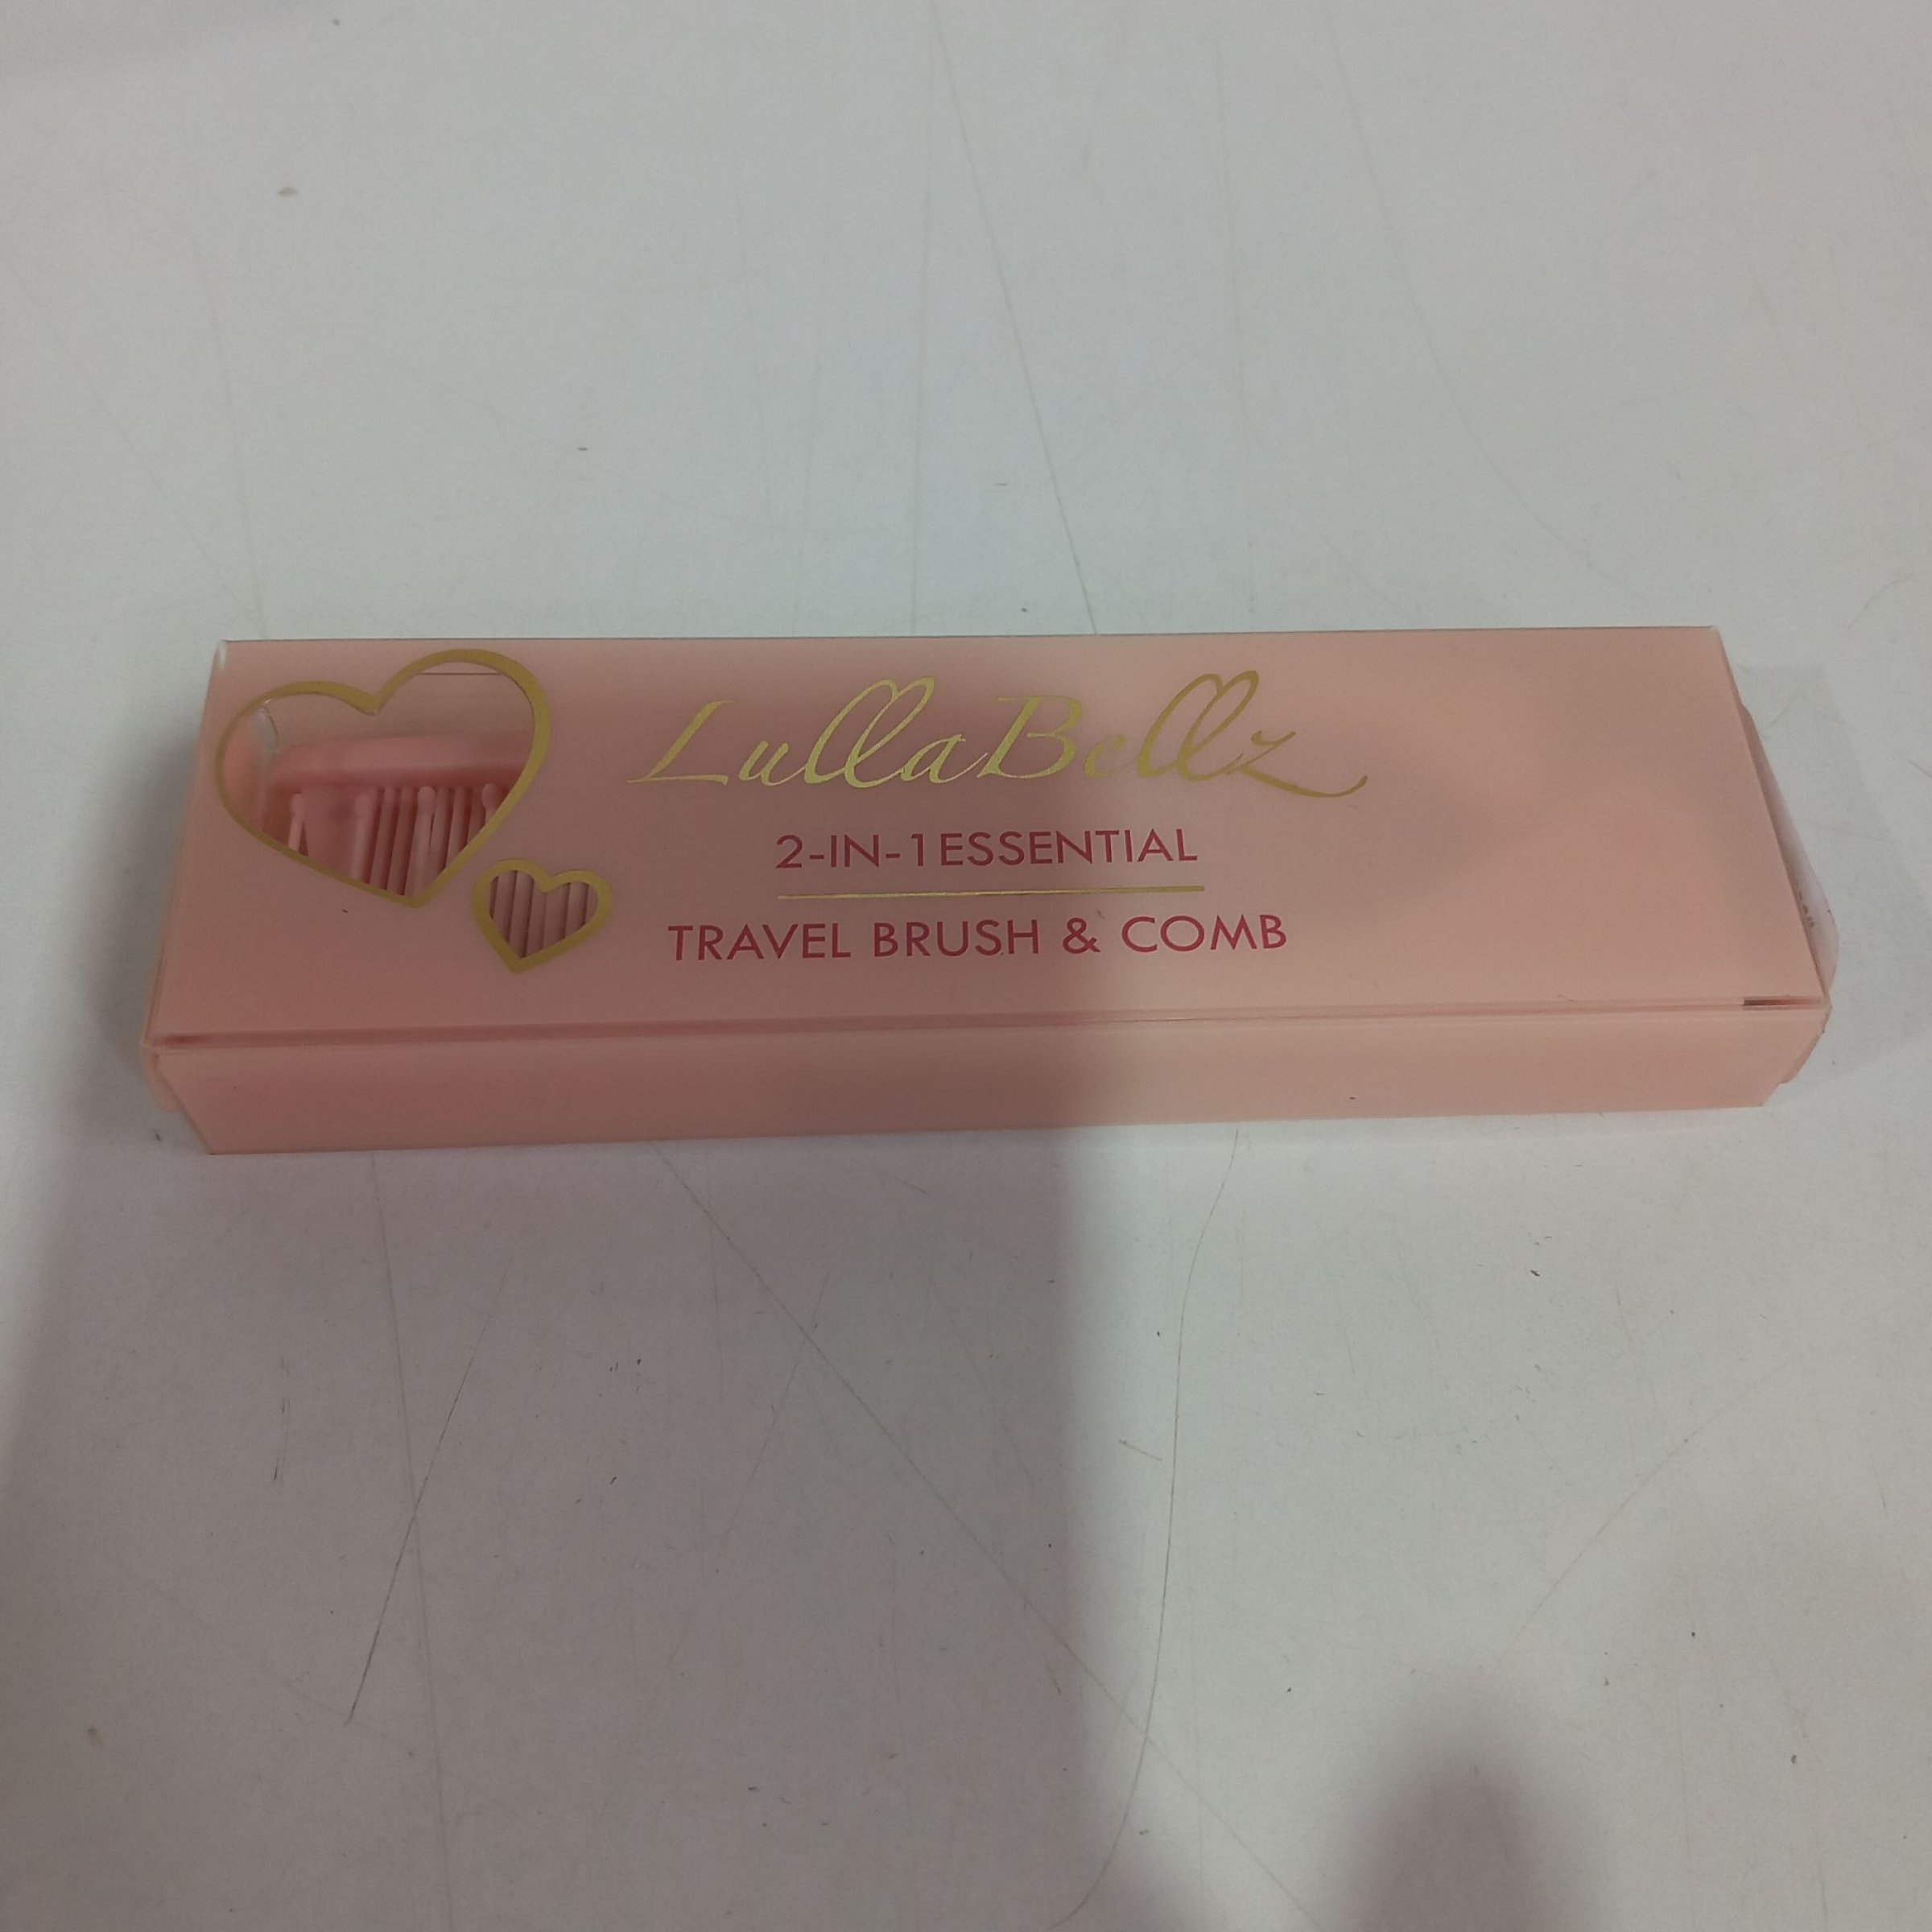 LullaBellz
2-IN-1ESSENTIAL
TRAVEL BRUSH & COMB